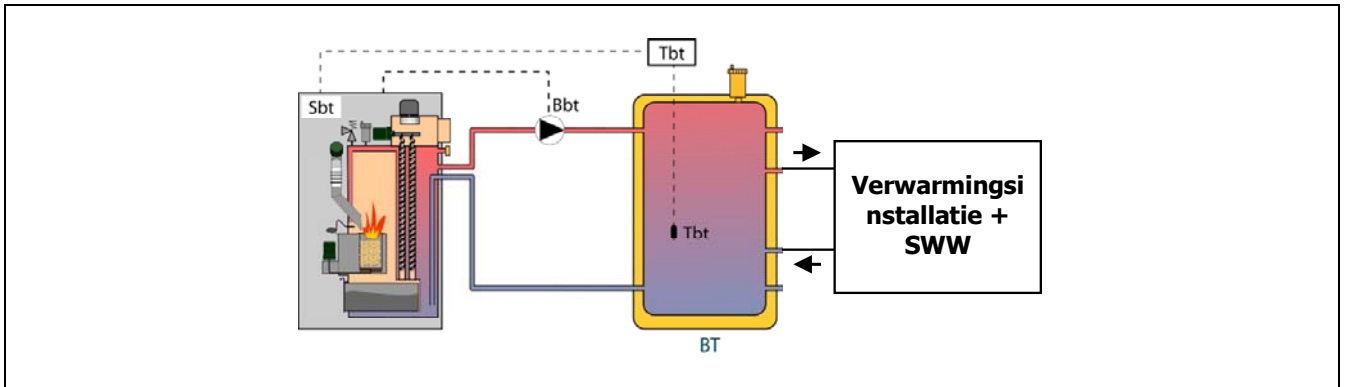 Tbt
Sbt
Bbt
Verwarmingsi
nstallatie +
SWW
Tbt
BT